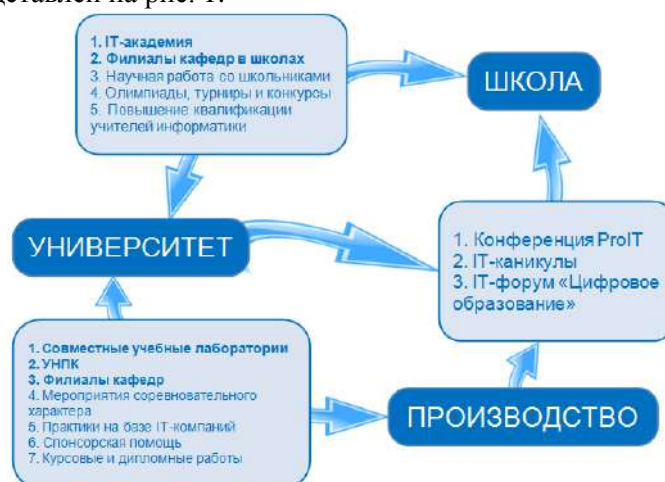 дставлен на рис. 1.
1. IT-академия
2. Филиалы кафедр в школах
3. Научная работа со школьниками
4. Олимпиады, турниры и конкурсы
5. Повышение квалификации
учителей информатики
ШКОЛА
УНИВЕРСИТЕТ
1. Конференция ProIT
2. IT-каникулы
3. IT-форум «Цифровое
образование»
1. Совместные учебные лаборатории
2. УНПК
3. Филиалы кафедр
4. Мероприятия соревновательного
характера
5. Практики на базе IT-компаний
6. Спонсорская помощь
7. Курсовые и дипломные работы
ПРОИЗВОДСТВО